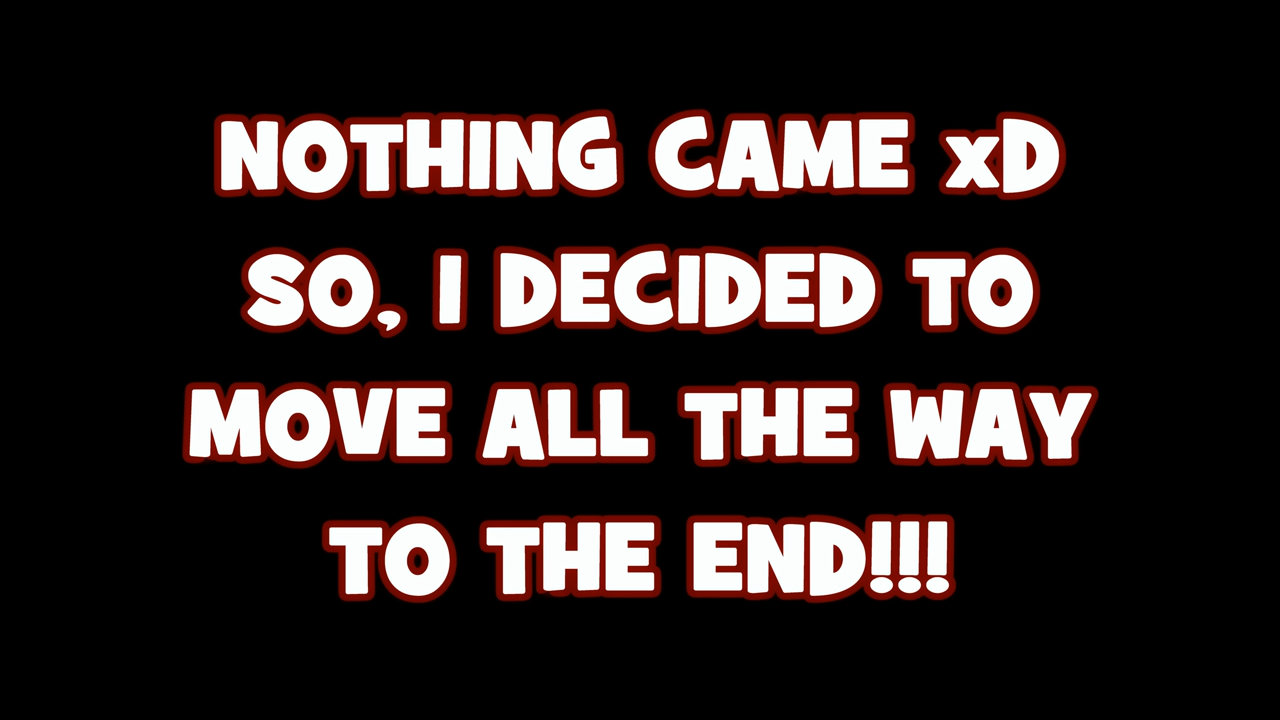 NOTHING CAME xD
SO, I DECIDED TO
MOVE ALL THE WAY
TO THE END!!!